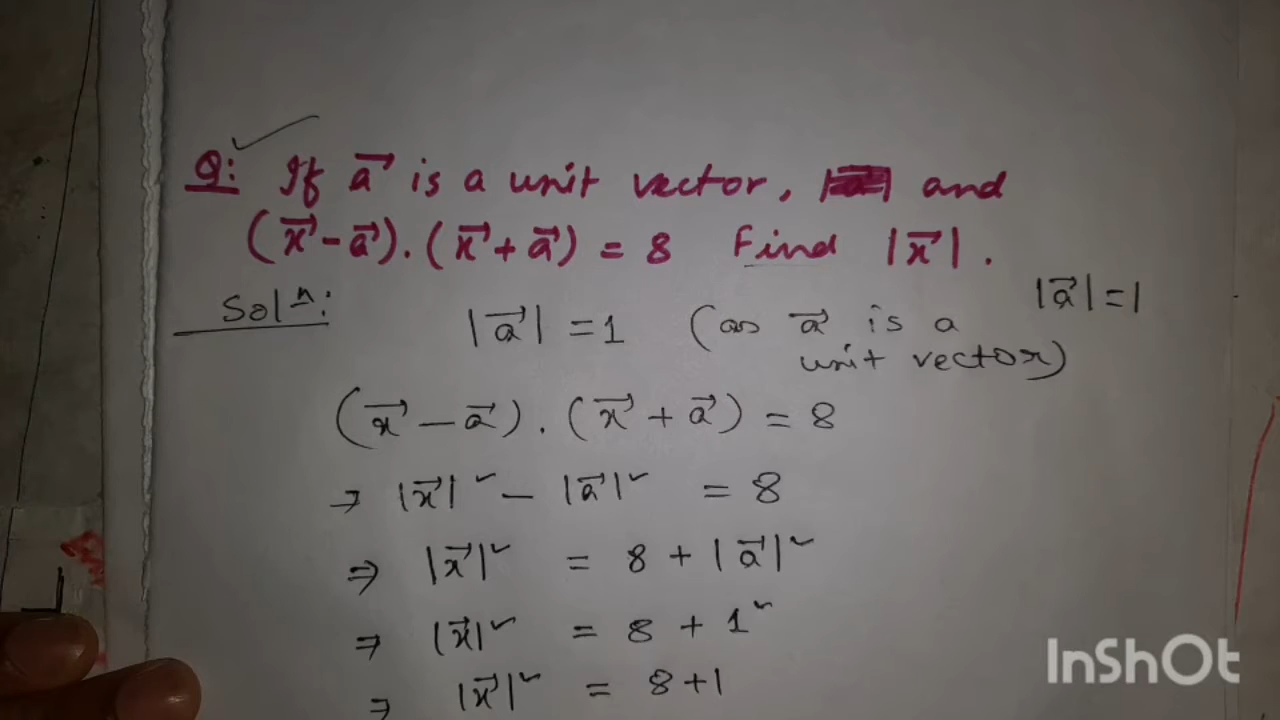 Q: If a⃗ is a unit vector, and
(x⃗ - a⃗) . (x⃗ + a⃗) = 8 Find |x⃗| .
Solⁿ:
|a⃗| = 1 (as a⃗ is a
unit vector)
|a⃗| = 1
(x⃗ - a⃗) . (x⃗ + a⃗) = 8
⇒ |x⃗|² - |a⃗|² = 8
⇒ |x⃗|² = 8 + |a⃗|²
⇒ |x⃗|² = 8 + 1²
⇒ |x⃗|² = 8 + 1
InShOt